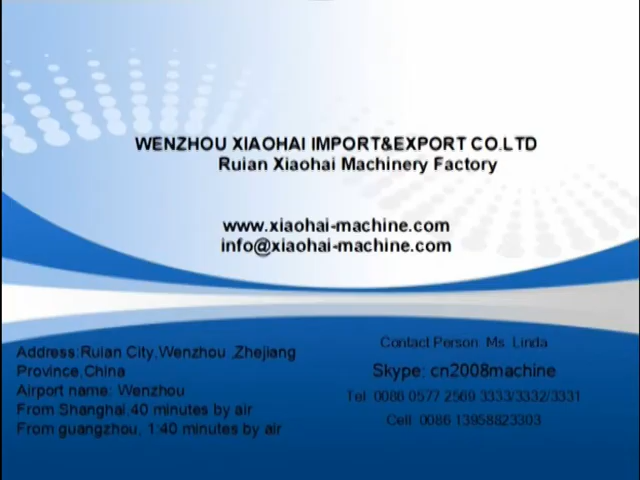 WENZHOU XIAOHAI IMPORT&EXPORT CO.LTD
Ruian Xiaohai Machinery Factory
www.xiaohai-machine.com
info@xiaohai-machine.com
Address:Ruian City,Wenzhou ,Zhejiang
Province,China
Airport name: Wenzhou
From Shanghai,40 minutes by air
From guangzhou, 1:40 minutes by air
Contact Person Ms Linda
Skype: cn2008machine
Tel 0086 0577 2569 3333/3332/3331
Cell 0086 13958823303